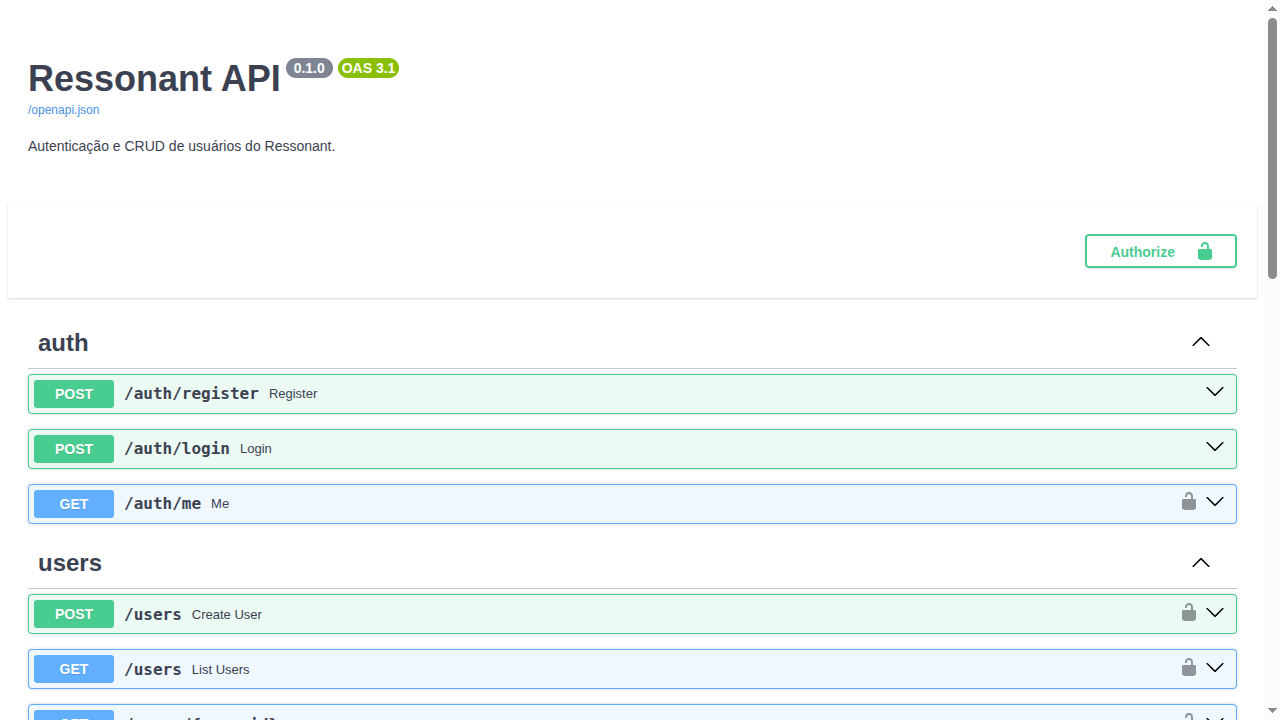 Ressonant API 0.1.0 OAS 3.1
/openapi.json
Autenticação e CRUD de usuários do Ressonant.
Authorize
auth
POST /auth/register Register
POST /auth/login Login
GET /auth/me Me
users
POST /users Create User
GET /users List Users